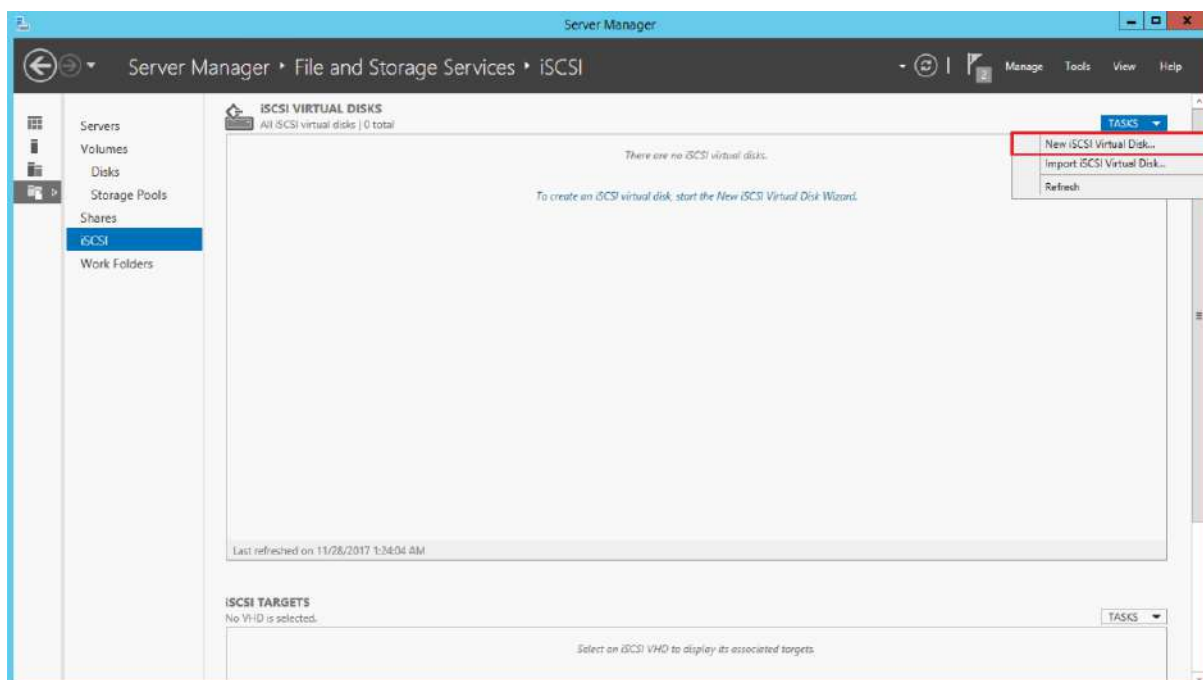 Server Manager
Server Manager ‣ File and Storage Services ‣ iSCSI
2
Manage Tools View Help
Servers
Volumes
Disks
Storage Pools
Shares
iSCSI
Work Folders
iSCSI VIRTUAL DISKS
All iSCSI virtual disks | 0 total
TASKS
New iSCSI Virtual Disk...
Import iSCSI Virtual Disk...
Refresh
There are no iSCSI virtual disks.
To create an iSCSI virtual disk, start the New iSCSI Virtual Disk Wizard.
Last refreshed on 11/28/2017 1:24:04 AM
iSCSI TARGETS
No VHD is selected.
TASKS
Select an iSCSI VHD to display its associated targets.